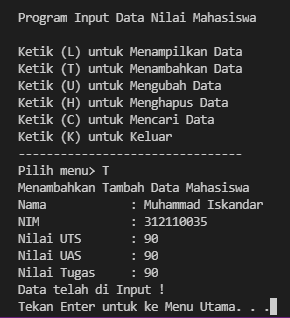 Program Input Data Nilai Mahasiswa
Ketik (L) untuk Menampilkan Data
Ketik (T) untuk Menambahkan Data
Ketik (U) untuk Mengubah Data
Ketik (H) untuk Menghapus Data
Ketik (C) untuk Mencari Data
Ketik (K) untuk Keluar
--------------------------------
Pilih menu> T
Menambahkan Tambah Data Mahasiswa
Nama : Muhammad Iskandar
NIM : 312110035
Nilai UTS : 90
Nilai UAS : 90
Nilai Tugas : 90
Data telah di Input !
Tekan Enter untuk ke Menu Utama. . .